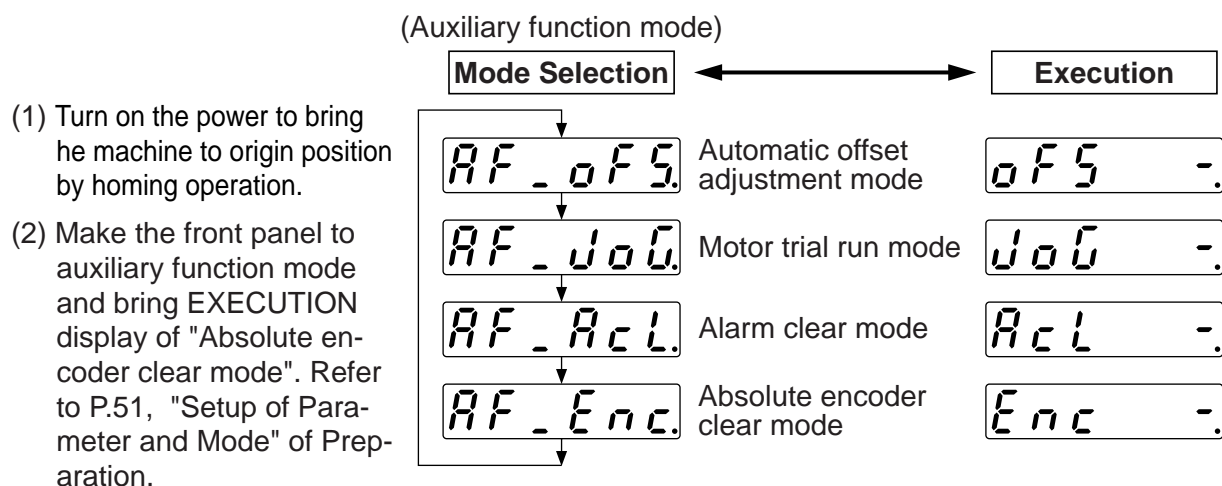 (Auxiliary function mode)
Mode Selection
Execution
(1) Turn on the power to bring
he machine to origin position
by homing operation.
(2) Make the front panel to
auxiliary function mode
and bring EXECUTION
display of "Absolute en-
coder clear mode". Refer
to P.51, "Setup of Para-
meter and Mode" of Prep-
aration.
AF_oFS.
Automatic offset
adjustment mode
oFS -.
AF_JoG.
Motor trial run mode
JoG -.
AF_AcL.
Alarm clear mode
AcL -.
AF_Enc.
Absolute encoder
clear mode
Enc -.